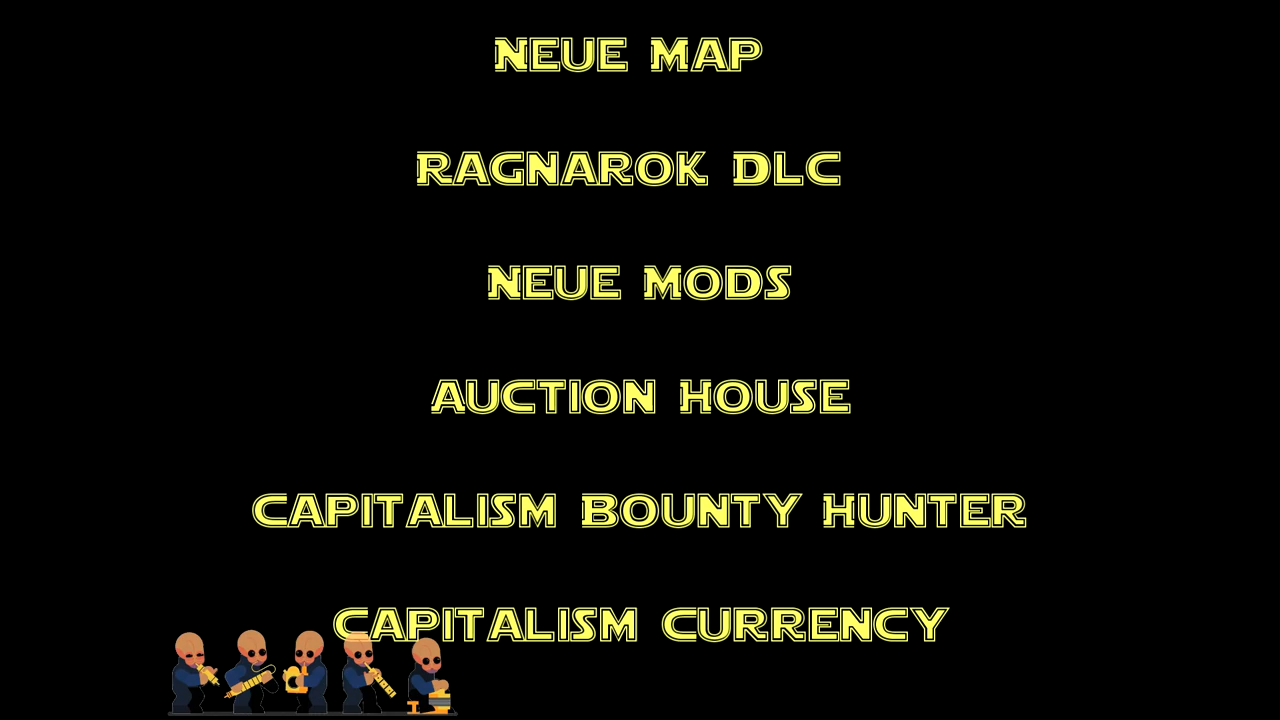 NEUE MAP
RAGNAROK DLC
NEUE MODS
AUCTION HOUSE
CAPITALISM BOUNTY HUNTER
CAPITALISM CURRENCY